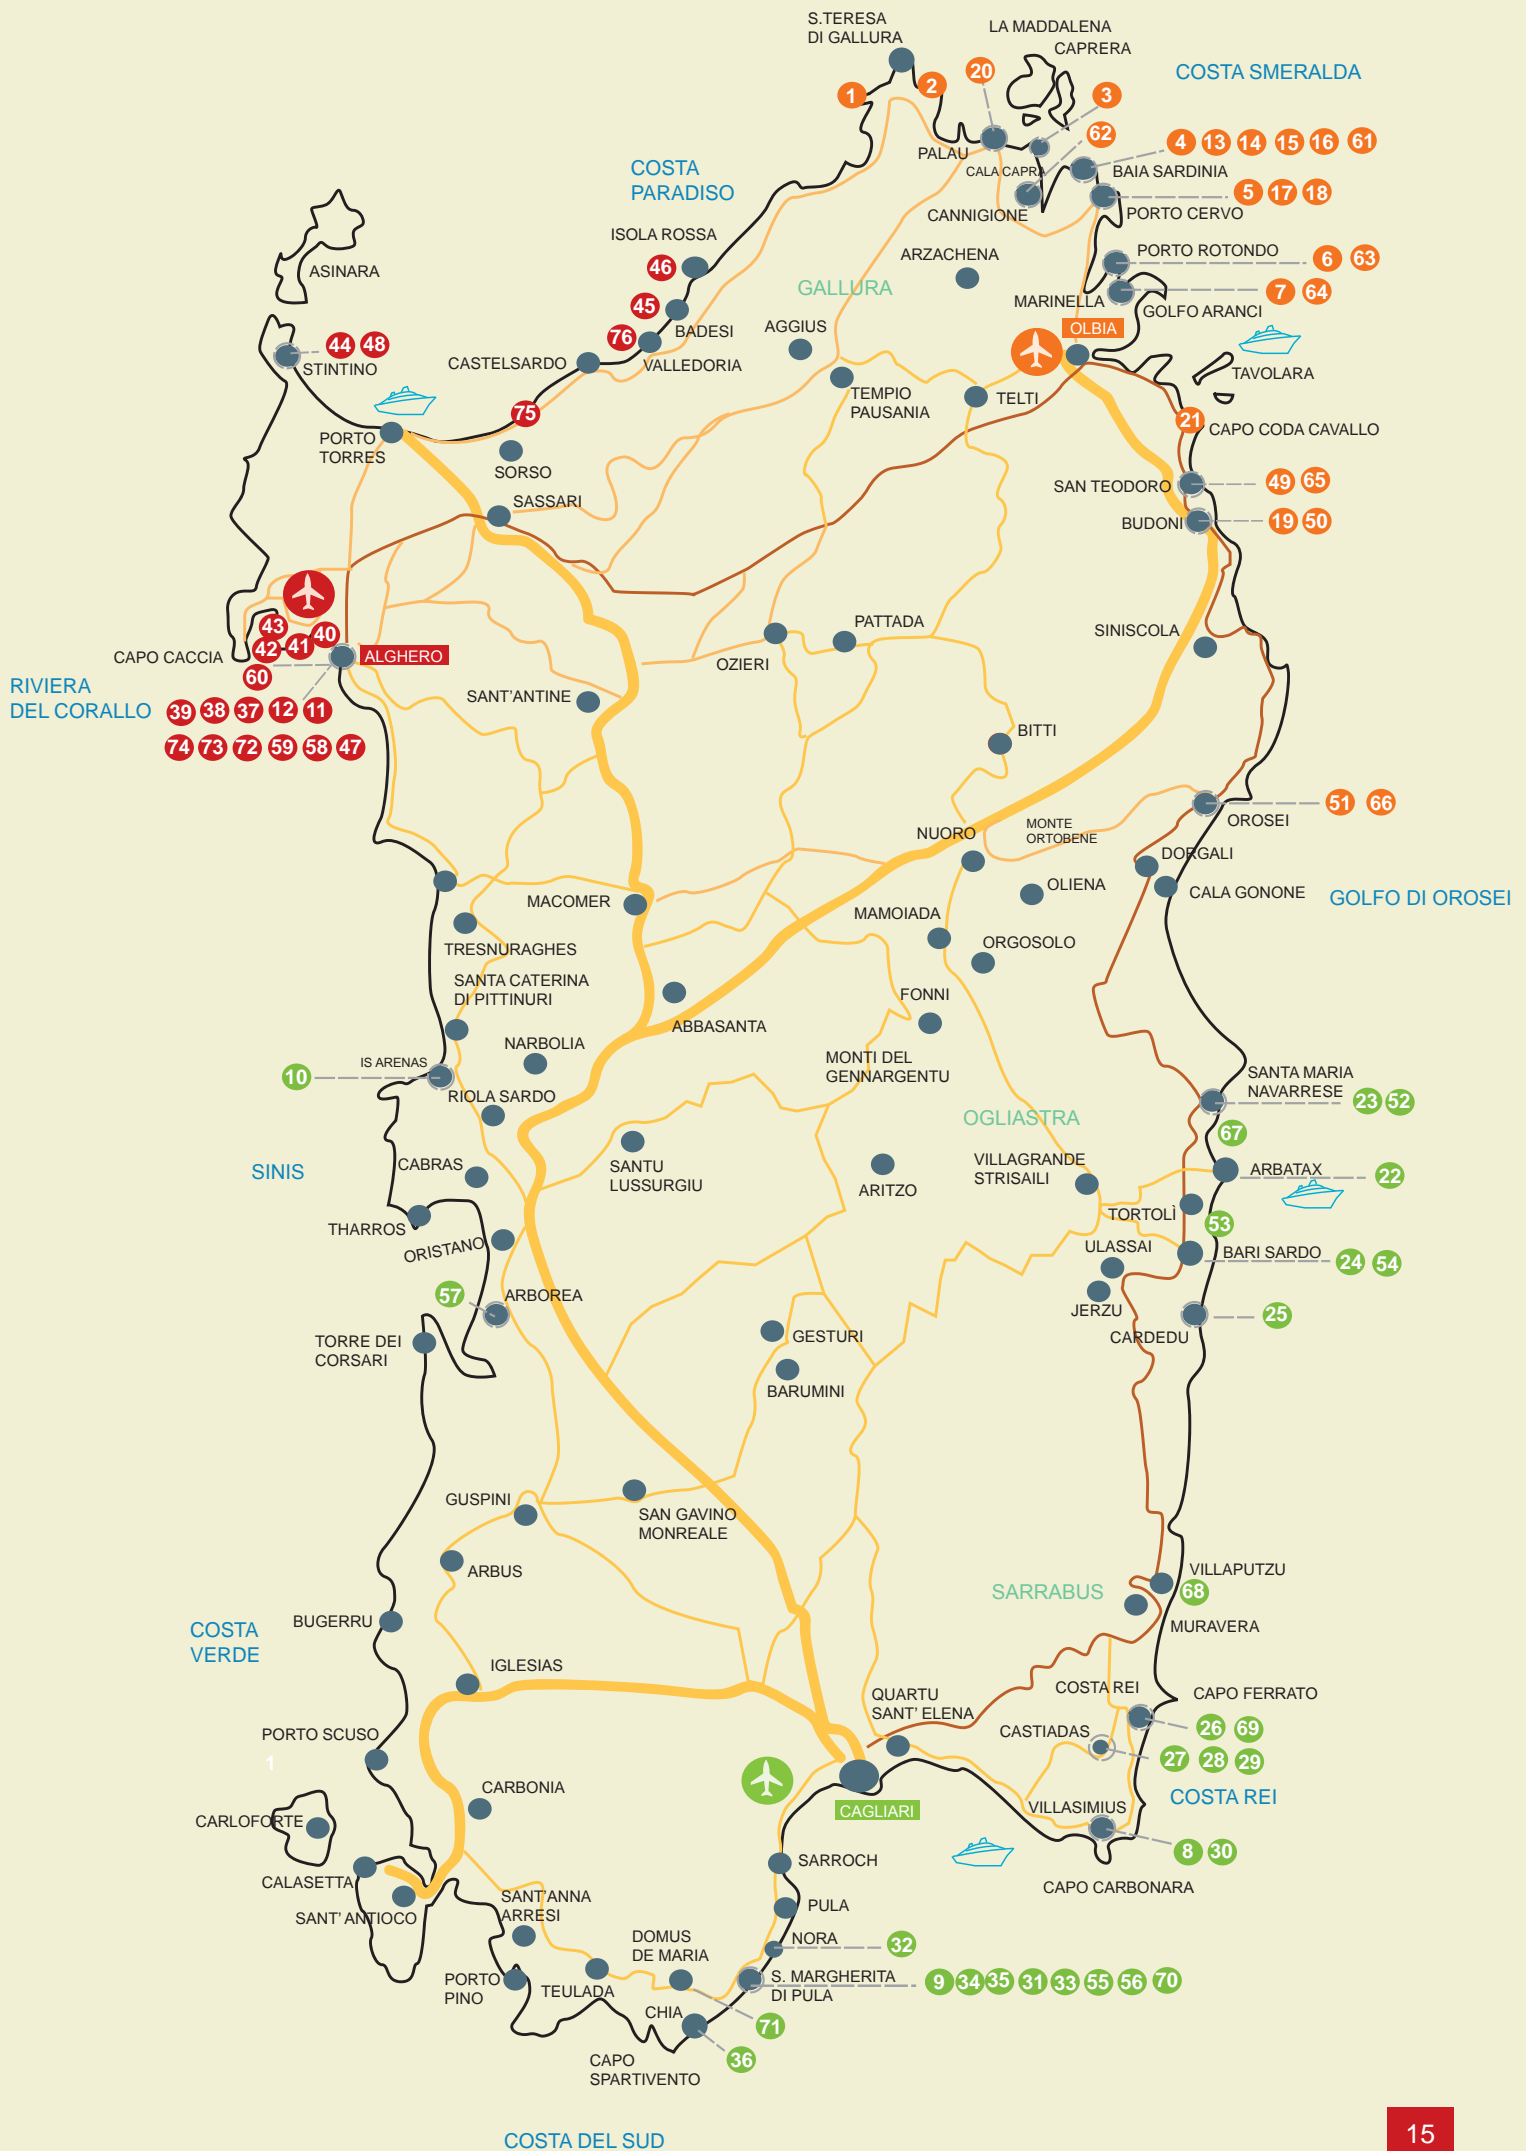 S.TERESA
DI GALLURA
LA MADDALENA
CAPRERA
COSTA SMERALDA
1
2
20
3
62
PALAU
CALA CAPRA
4 13 14 15 16 61
BAIA SARDINIA
CANNIGIONE
5 17 18
PORTO CERVO
COSTA
PARADISO
ISOLA ROSSA
46
ARZACHENA
PORTO ROTONDO
6 63
ASINARA
GALLURA
MARINELLA
7 64
GOLFO ARANCI
45
BADESI
AGGIUS
OLBIA
76
VALLEDORIA
44 48
STINTINO
CASTELSARDO
TAVOLARA
TEMPIO
PAUSANIA
TELTI
75
21
CAPO CODA CAVALLO
PORTO
TORRES
SORSO
SASSARI
SAN TEODORO
49 65
BUDONI
19 50
43
42 41 40
60
CAPO CACCIA
ALGHERO
PATTADA
OZIERI
SINISCOLA
RIVIERA
DEL CORALLO
39 38 37 12 11
74 73 72 59 58 47
SANT'ANTINE
BITTI
51 66
OROSEI
NUORO
MONTE
ORTOBENE
DORGALI
CALA GONONE
GOLFO DI OROSEI
OLIENA
MACOMER
MAMOIADA
ORGOSOLO
TRESNURAGHES
SANTA CATERINA
DI PITTINURI
FONNI
ABBASANTA
NARBOLIA
IS ARENAS
10
RIOLA SARDO
MONTI DEL
GENNARGENTU
SANTA MARIA
NAVARRESE
23 52
OGLIASTRA
67
SINIS
CABRAS
SANTU
LUSSURGIU
ARITZO
VILLAGRANDE
STRISAILI
ARBATAX
22
THARROS
ORISTANO
TORTOLÌ
53
ULASSAI
BARI SARDO
24 54
57
ARBOREA
JERZU
CARDEDU
25
TORRE DEI
CORSARI
GESTURI
BARUMINI
GUSPINI
SAN GAVINO
MONREALE
ARBUS
SARRABUS
VILLAPUTZU
68
MURAVERA
COSTA
VERDE
BUGERRU
IGLESIAS
QUARTU
SANT' ELENA
COSTA REI
CAPO FERRATO
26 69
CASTIADAS
27 28 29
PORTO SCUSO
1
COSTA REI
CARBONIA
CAGLIARI
VILLASIMIUS
8 30
CARLOFORTE
CAPO CARBONARA
SARROCH
CALASETTA
SANT' ANTIOCO
SANT'ANNA
ARRESI
PULA
NORA
32
DOMUS
DE MARIA
S. MARGHERITA
DI PULA
9 34 35 31 33 55 56 70
PORTO
PINO
TEULADA
CHIA
71
36
CAPO
SPARTIVENTO
COSTA DEL SUD
15